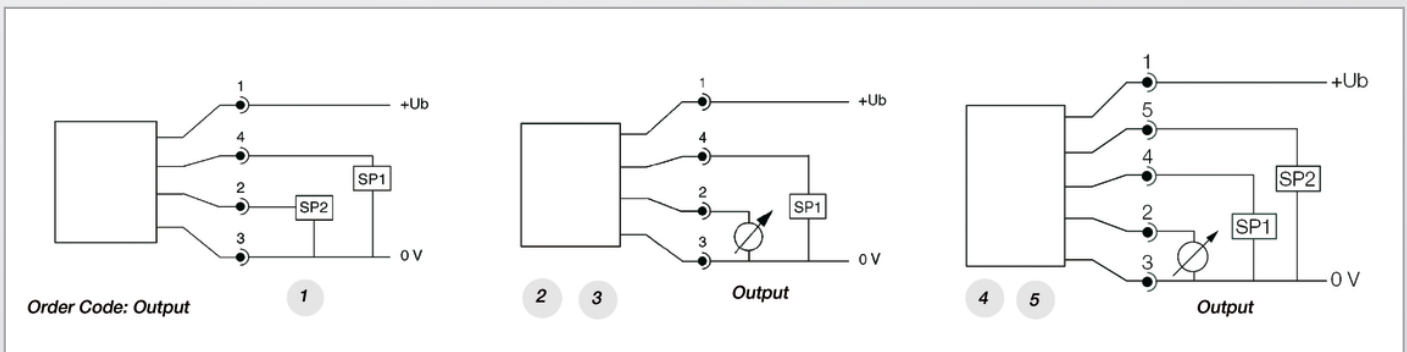 1
+Ub
4
SP1
2
SP2
3
0 V
Order Code: Output
1
1
+Ub
4
2
SP1
3
0 V
2 3
Output
1
+Ub
5
4
SP2
2
SP1
3
0 V
4 5
Output